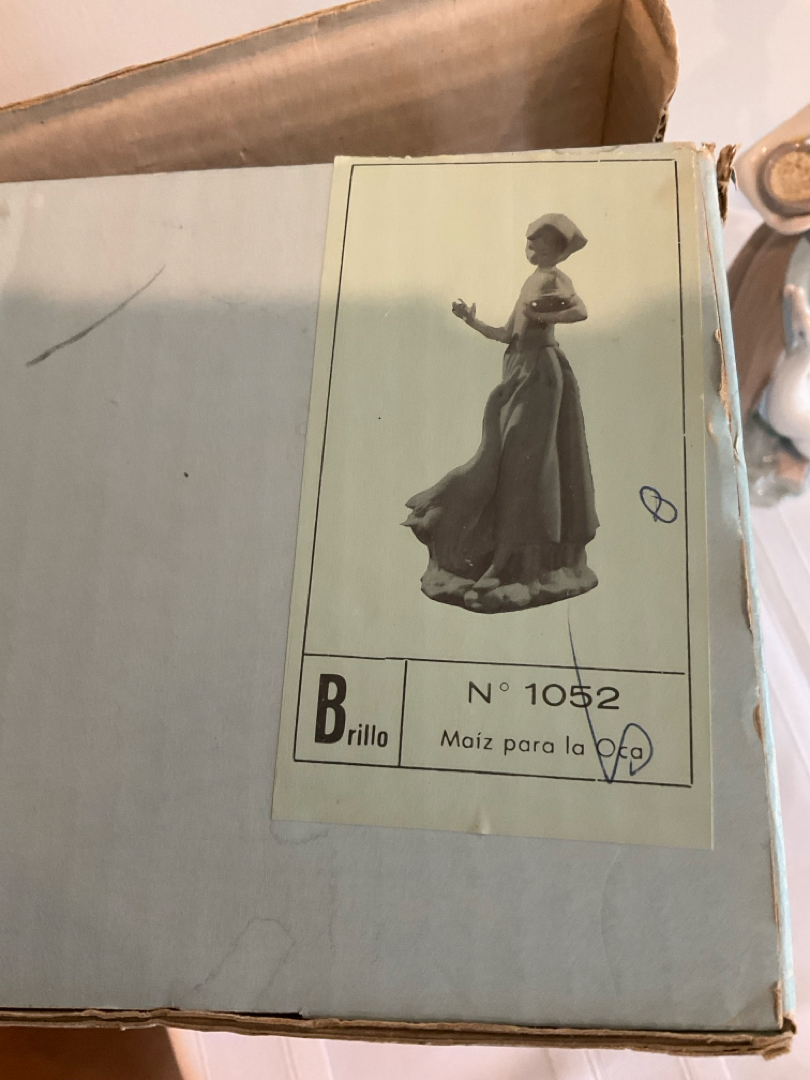 Brillo
N° 1052
Maíz para la Oca